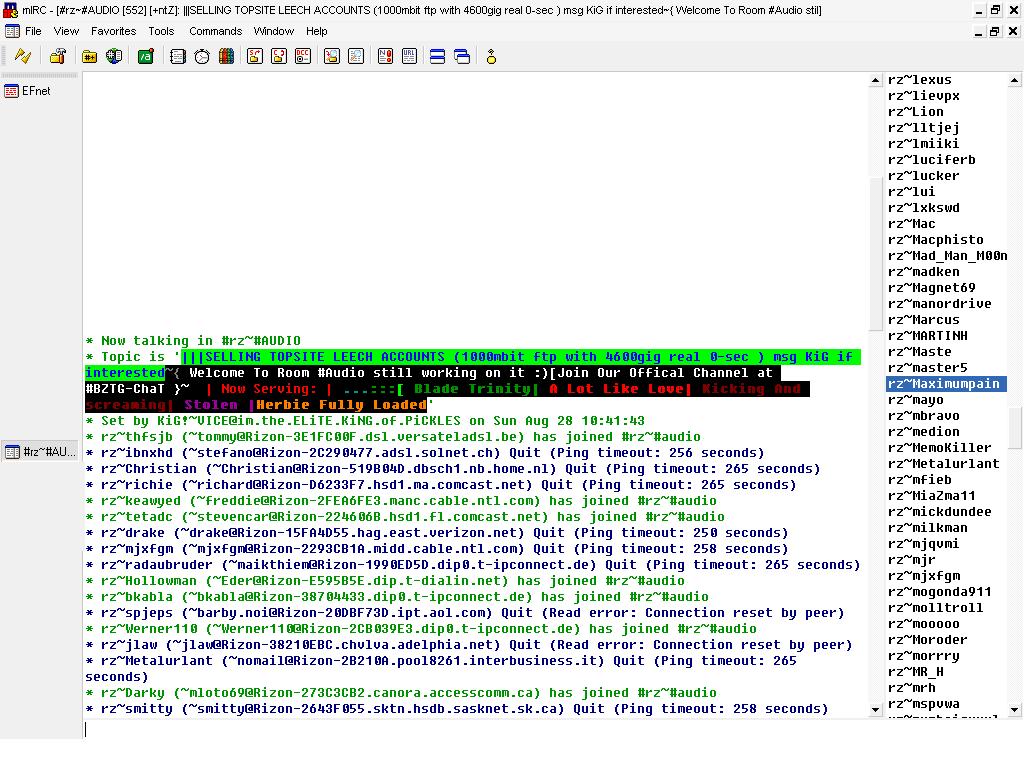 mIRC - [#rz~#AUDIO [552] [+ntZ]: |||SELLING TOPSITE LEECH ACCOUNTS (1000mbit ftp with 4600gig real 0-sec ) msg KiG if interested~{ Welcome To Room #Audio stil]
File View Favorites Tools Commands Window Help
EFnet
#rz~#AU...
* Now talking in #rz~#AUDIO
* Topic is '|||SELLING TOPSITE LEECH ACCOUNTS (1000mbit ftp with 4600gig real 0-sec ) msg KiG if
interested~{ Welcome To Room #Audio still working on it :)[Join Our Offical Channel at
#BZTG-ChaT }~ | Now Serving: | ...:::[ Blade Trinity| A Lot Like Love| Kicking And
screaming| Stolen |Herbie Fully Loaded'
* Set by KiG!~VICE@im.the.ELiTE.KiNG.of.PiCKLES on Sun Aug 28 10:41:43
* rz~thfsjb (~tommy@Rizon-3E1FC00F.dsl.versateladsl.be) has joined #rz~#audio
* rz~ibnxhd (~stefano@Rizon-2C290477.adsl.solnet.ch) Quit (Ping timeout: 256 seconds)
* rz~Christian (~Christian@Rizon-519B04D.dbsch1.nb.home.nl) Quit (Ping timeout: 265 seconds)
* rz~richie (~richard@Rizon-D6233F7.hsd1.ma.comcast.net) Quit (Ping timeout: 265 seconds)
* rz~keawyed (~freddie@Rizon-2FEA6FE3.manc.cable.ntl.com) has joined #rz~#audio
* rz~tetadc (~stevencar@Rizon-224606B.hsd1.fl.comcast.net) has joined #rz~#audio
* rz~drake (~drake@Rizon-15FA4D55.hag.east.verizon.net) Quit (Ping timeout: 250 seconds)
* rz~mjxfgm (~mjxfgm@Rizon-2293CB1A.midd.cable.ntl.com) Quit (Ping timeout: 258 seconds)
* rz~radaubruder (~maikthiem@Rizon-1990ED5D.dip0.t-ipconnect.de) Quit (Ping timeout: 265 seconds)
* rz~Hollowman (~Eder@Rizon-E595B5E.dip.t-dialin.net) has joined #rz~#audio
* rz~bkabla (~bkabla@Rizon-38704433.dip0.t-ipconnect.de) has joined #rz~#audio
* rz~spjeps (~barby.noi@Rizon-20DBF73D.ipt.aol.com) Quit (Read error: Connection reset by peer)
* rz~Werner110 (~Werner110@Rizon-2CB039E3.dip0.t-ipconnect.de) has joined #rz~#audio
* rz~jlaw (~jlaw@Rizon-38210EBC.chvlva.adelphia.net) Quit (Read error: Connection reset by peer)
* rz~Metalurlant (~nomail@Rizon-2B210A.pool8261.interbusiness.it) Quit (Ping timeout: 265
seconds)
* rz~Darky (~mloto69@Rizon-273C3CB2.canora.accesscomm.ca) has joined #rz~#audio
* rz~smitty (~smitty@Rizon-2643F055.sktn.hsdb.sasknet.sk.ca) Quit (Ping timeout: 258 seconds)
rz~lexus
rz~lievpx
rz~Lion
rz~lltjej
rz~lmiiki
rz~luciferb
rz~lucker
rz~lui
rz~lxkswd
rz~Mac
rz~Macphisto
rz~Mad_Man_M00n
rz~madken
rz~Magnet69
rz~manordrive
rz~Marcus
rz~MARTINH
rz~Maste
rz~master5
rz~Maximumpain
rz~mayo
rz~mbravo
rz~medion
rz~MemoKiller
rz~Metalurlant
rz~mfieb
rz~MiaZma11
rz~mickdundee
rz~milkman
rz~mjqvmi
rz~mjr
rz~mjxfgm
rz~mogonda911
rz~molltroll
rz~mooooo
rz~Moroder
rz~morrry
rz~MR_H
rz~mrh
rz~mspvwa